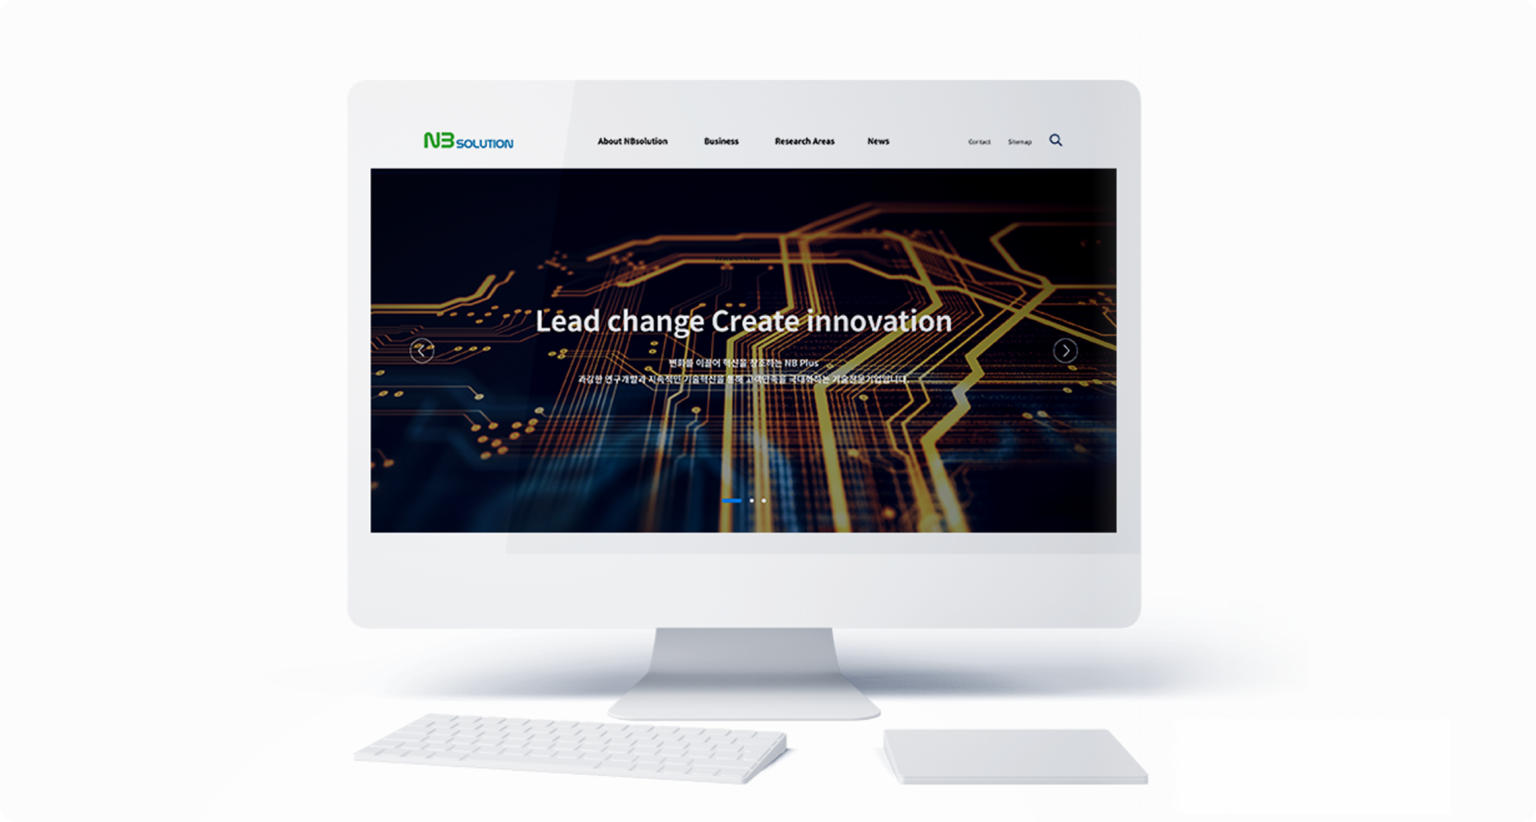 NB SOLUTION
About NBsolution Business Research Areas News Contact Sitemap
Lead change Create innovation
변화를 이끌어 혁신을 창조하는 NB Plus
과감한 연구개발과 지속적인 기술혁신을 통해 고객만족을 극대화하는 기술전문기업입니다.